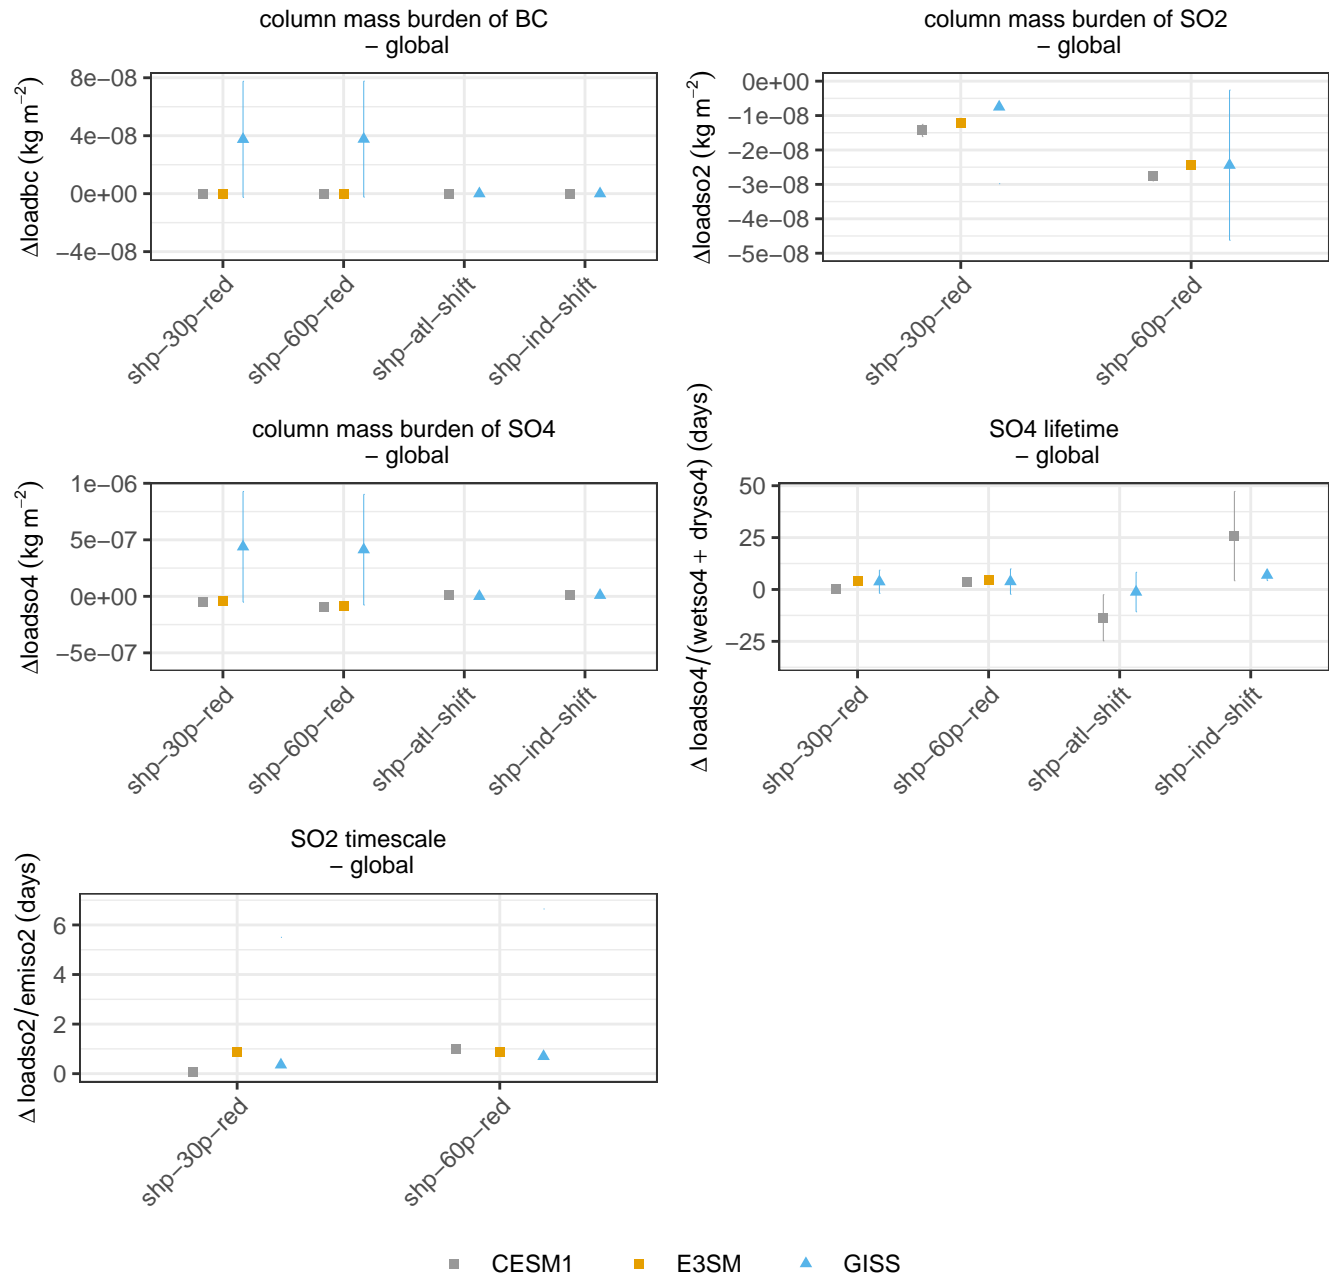 column mass burden of BC
− global
8e−08
4e−08
0e+00
−4e−08
Δloadbc (kg m−2)
shp−30p−red
shp−60p−red
shp−atl−shift
shp−ind−shift
column mass burden of SO2
− global
0e+00
−1e−08
−2e−08
−3e−08
−4e−08
−5e−08
Δloadso2 (kg m−2)
shp−30p−red
shp−60p−red
column mass burden of SO4
− global
1e−06
5e−07
0e+00
−5e−07
Δloadso4 (kg m−2)
shp−30p−red
shp−60p−red
shp−atl−shift
shp−ind−shift
SO4 lifetime
− global
50
25
0
−25
Δ loadso4/(wetso4 + dryso4) (days)
shp−30p−red
shp−60p−red
shp−atl−shift
shp−ind−shift
SO2 timescale
− global
6
4
2
0
Δ loadso2/emiso2 (days)
shp−30p−red
shp−60p−red
CESM1
E3SM
GISS